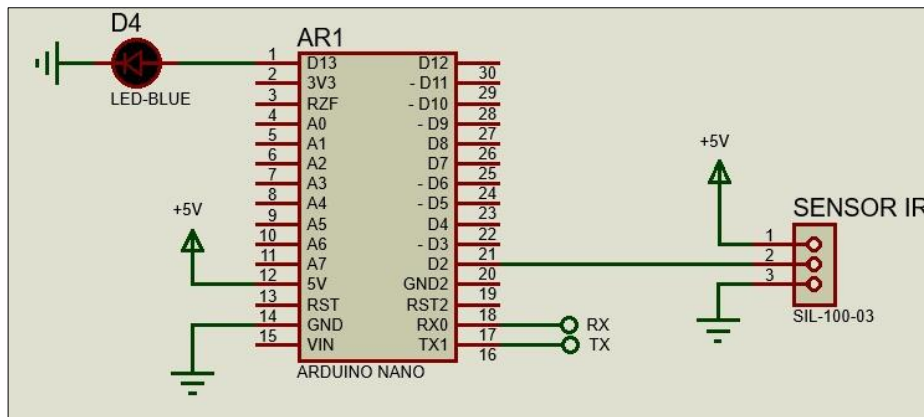 D4
LED-BLUE
AR1
1 D13 D12 30
2 3V3 - D11 29
3 RZF - D10 28
4 A0 - D9 27
5 A1 D8 26
6 A2 D7 25
7 A3 - D6 24
8 A4 - D5 23
9 A5 D4 22
10 A6 - D3 21
11 A7 D2 20
12 5V GND2 19
13 RST RST2 18
14 GND RX0 17
15 VIN TX1 16
ARDUINO NANO
+5V
RX
TX
+5V
SENSOR IR
1
2
3
SIL-100-03